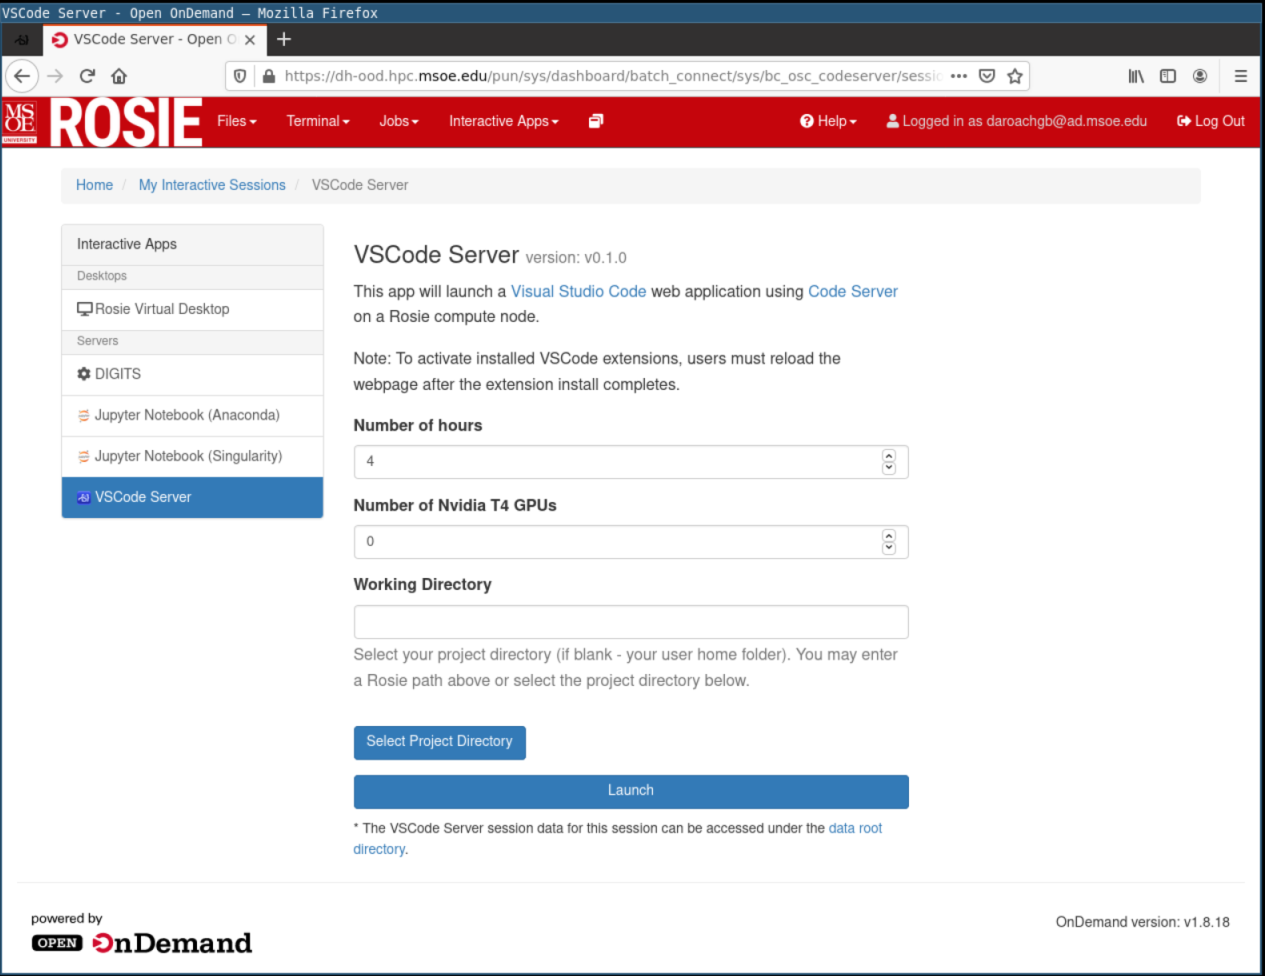 VSCode Server - Open OnDemand — Mozilla Firefox
VSCode Server - Open O
https://dh-ood.hpc.msoe.edu/pun/sys/dashboard/batch_connect/sys/bc_osc_codeserver/sessi
MSOE UNIVERSITY ROSIE Files Terminal Jobs Interactive Apps Help Logged in as daroachgb@ad.msoe.edu Log Out
Home / My Interactive Sessions / VSCode Server
Interactive Apps
Desktops
Rosie Virtual Desktop
Servers
DIGITS
Jupyter Notebook (Anaconda)
Jupyter Notebook (Singularity)
VSCode Server
VSCode Server version: v0.1.0
This app will launch a Visual Studio Code web application using Code Server
on a Rosie compute node.
Note: To activate installed VSCode extensions, users must reload the
webpage after the extension install completes.
Number of hours
4
Number of Nvidia T4 GPUs
0
Working Directory
Select your project directory (if blank - your user home folder). You may enter
a Rosie path above or select the project directory below.
Select Project Directory
Launch
* The VSCode Server session data for this session can be accessed under the data root
directory.
powered by
OPEN OnDemand
OnDemand version: v1.8.18